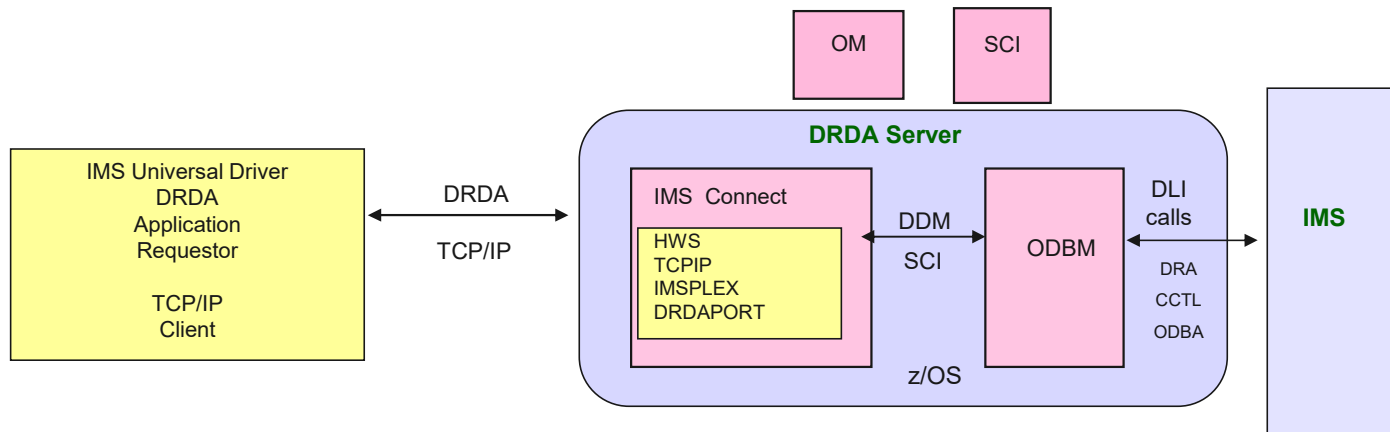 OM
SCI
DRDA Server
IMS Universal Driver
DRDA
Application
Requestor
TCP/IP
Client
DRDA
TCP/IP
IMS  Connect
HWS
TCPIP
IMSPLEX
DRDAPORT
DDM
SCI
ODBM
z/OS
DLI
calls
DRA
CCTL
ODBA
IMS